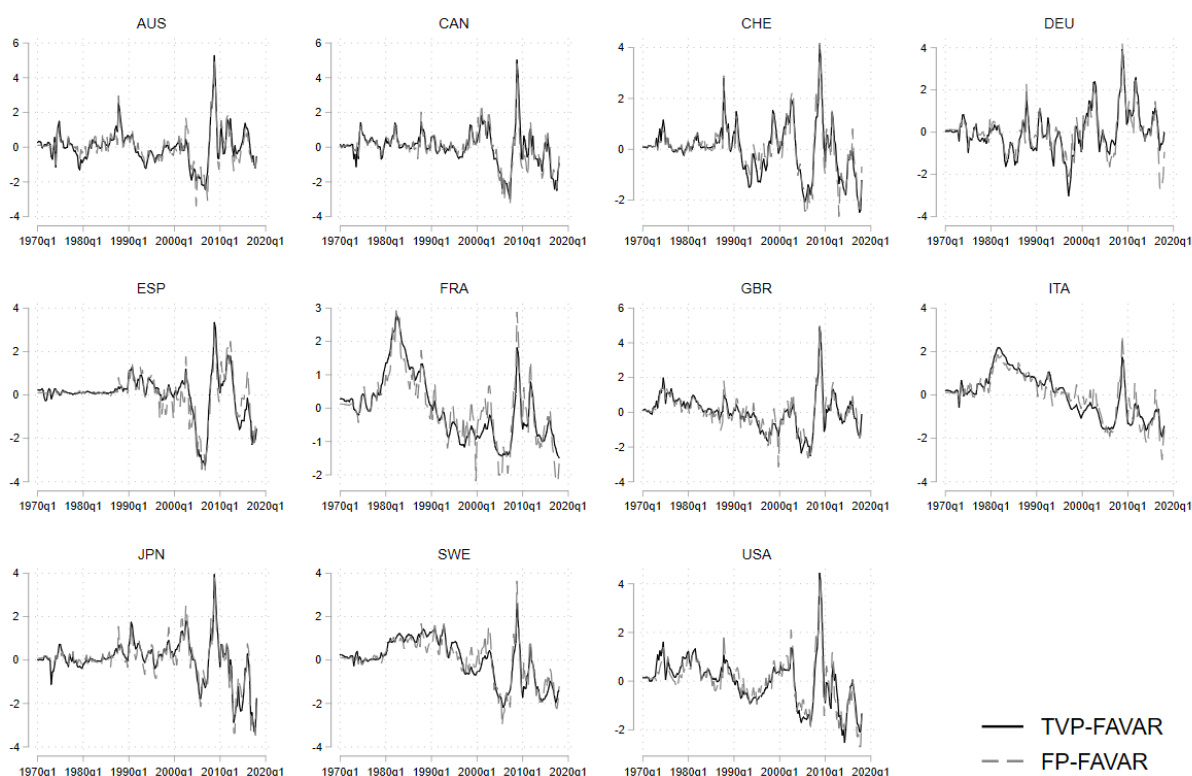 AUS CAN CHE DEU
6 6 4 4
4 4 2 2
2 2 0 0
0 0 -2 -2
-2 -2 -4
-4 -4
1970q1 1980q1 1990q1 2000q1 2010q1 2020q1 1970q1 1980q1 1990q1 2000q1 2010q1 2020q1 1970q1 1980q1 1990q1 2000q1 2010q1 2020q1 1970q1 1980q1 1990q1 2000q1 2010q1 2020q1
ESP FRA GBR ITA
4 3 6 4
2 2 4 2
0 1 2 0
-2 0 0 -2
-4 -1 -2 -4
-2 -4
1970q1 1980q1 1990q1 2000q1 2010q1 2020q1 1970q1 1980q1 1990q1 2000q1 2010q1 2020q1 1970q1 1980q1 1990q1 2000q1 2010q1 2020q1 1970q1 1980q1 1990q1 2000q1 2010q1 2020q1
JPN SWE USA
4 4 4
2 2 2
0 0 0
-2 -2 -2
-4 -4
TVP-FAVAR
FP-FAVAR
1970q1 1980q1 1990q1 2000q1 2010q1 2020q1 1970q1 1980q1 1990q1 2000q1 2010q1 2020q1 1970q1 1980q1 1990q1 2000q1 2010q1 2020q1